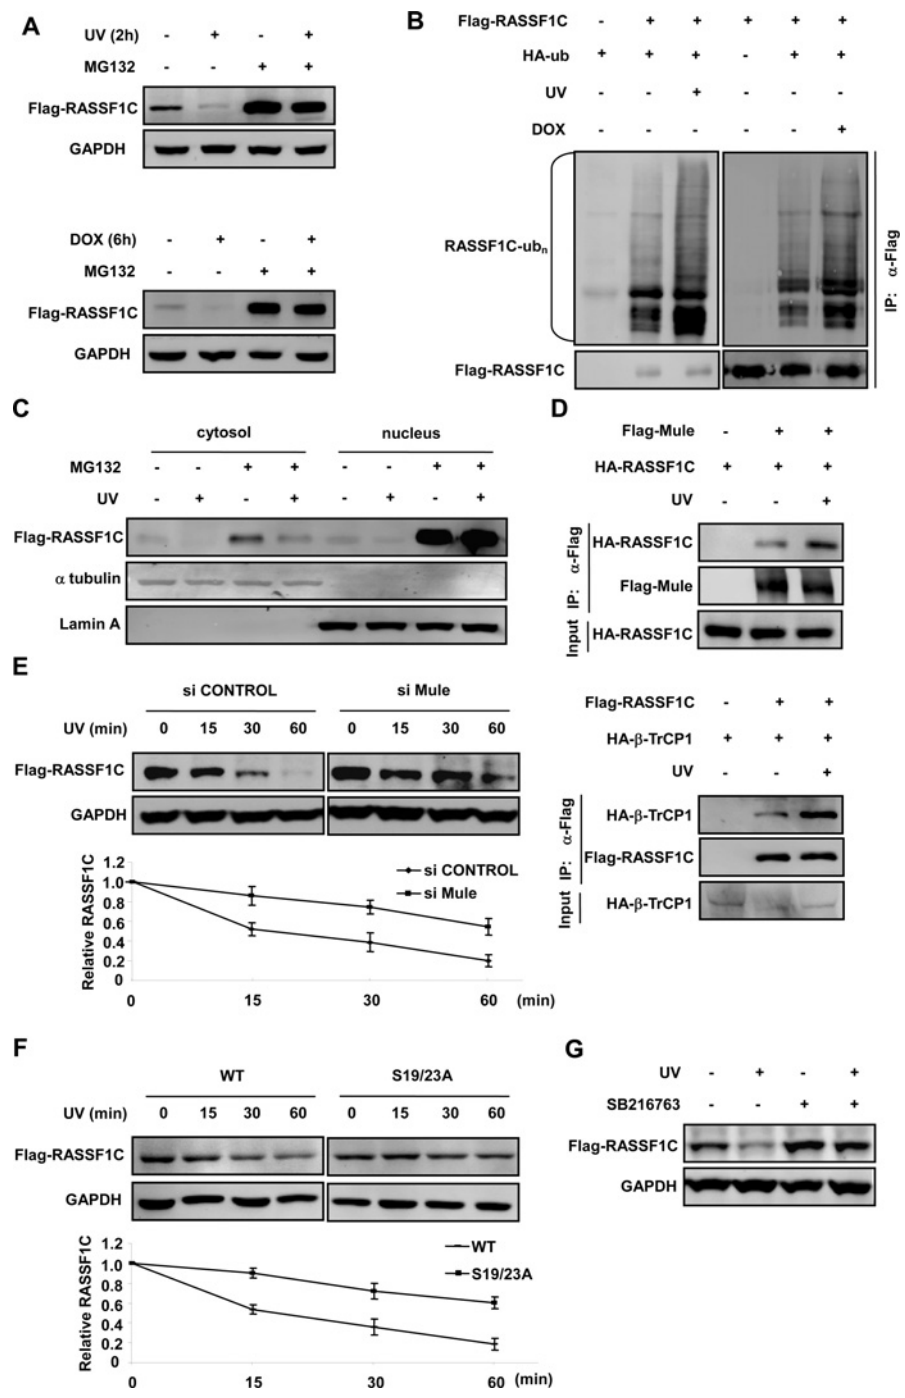 A
UV (2h) - + - +
MG132 - - + +
Flag-RASSF1C
GAPDH
DOX (6h) - + - +
MG132 - - + +
Flag-RASSF1C
GAPDH
B
Flag-RASSF1C - + + + + +
HA-ub + + + - + +
UV - - + - - -
DOX - - - - - +
RASSF1C-ubn
Flag-RASSF1C
IP: α-Flag
C
cytosol nucleus
MG132 - - + + - - + +
UV - + - + - + - +
Flag-RASSF1C
α tubulin
Lamin A
D
Flag-Mule - + +
HA-RASSF1C + + +
UV - - +
HA-RASSF1C
Flag-Mule
HA-RASSF1C
IP: α-Flag
Input
Flag-RASSF1C - + +
HA-β-TrCP1 + + +
UV - - +
HA-β-TrCP1
Flag-RASSF1C
HA-β-TrCP1
IP: α-Flag
Input
E
si CONTROL si Mule
UV (min) 0 15 30 60 0 15 30 60
Flag-RASSF1C
GAPDH
Relative RASSF1C
1.2
1.0
0.8
0.6
0.4
0.2
0
si CONTROL
si Mule
0 15 30 60 (min)
F
WT S19/23A
UV (min) 0 15 30 60 0 15 30 60
Flag-RASSF1C
GAPDH
Relative RASSF1C
1.2
1.0
0.8
0.6
0.4
0.2
0
WT
S19/23A
0 15 30 60 (min)
G
UV - + - +
SB216763 - - + +
Flag-RASSF1C
GAPDH